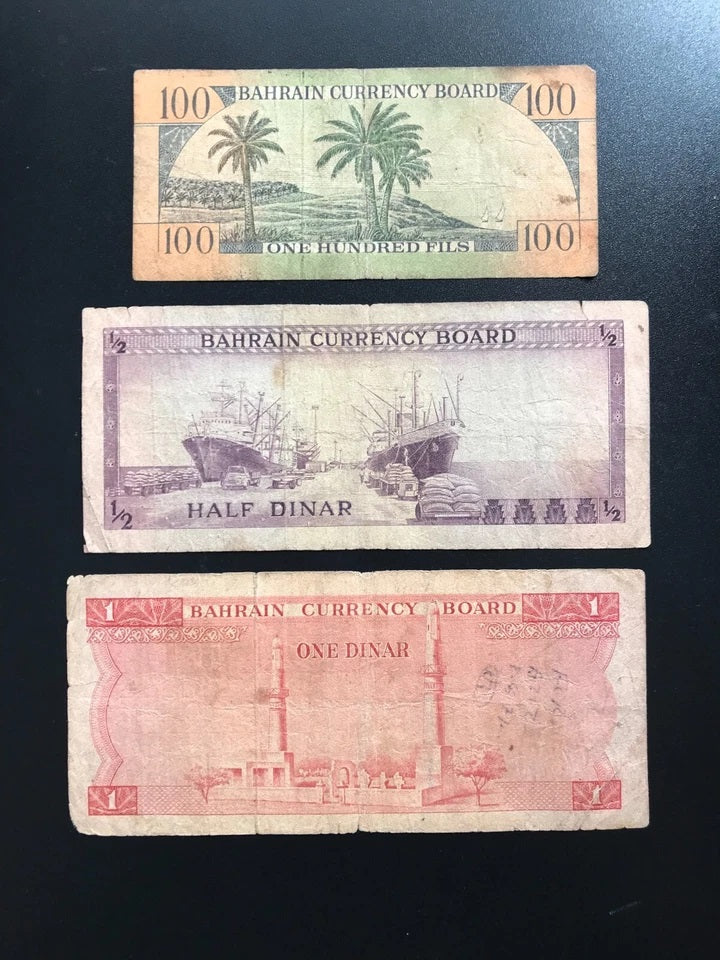 100 BAHRAIN CURRENCY BOARD 100
100 ONE HUNDRED FILS 100
½ BAHRAIN CURRENCY BOARD ½
½ HALF DINAR ½
1 BAHRAIN CURRENCY BOARD 1
ONE DINAR
1 1